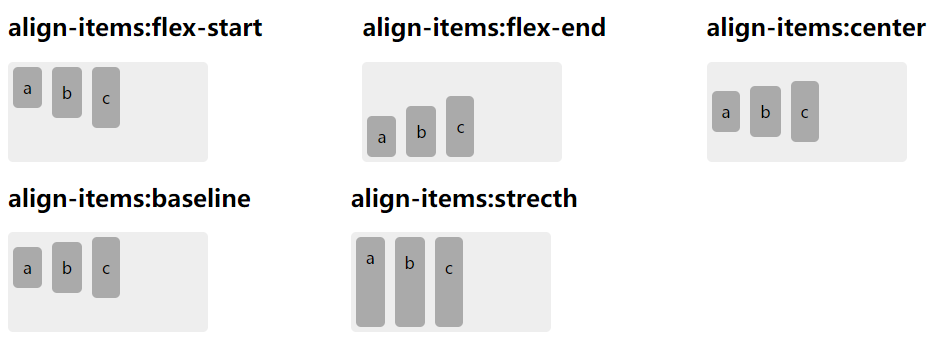 align-items:flex-start align-items:flex-end align-items:center
a b c a b c a b c
align-items:baseline align-items:strecth
a b c a b c